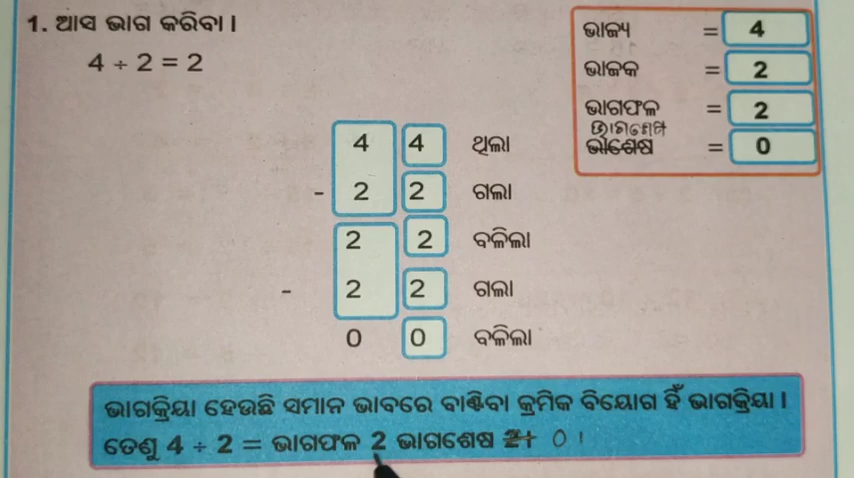 1. ଆସ ଭାଗ କରିବା ।
4 ÷ 2 = 2
ଭାଜ୍ୟ = 4
ଭାଜକ = 2
ଭାଗଫଳ = 2
ଭାଗଶେଷ
ଭାଶେଷ = 0
4 4 ଥିଲା
- 2 2 ଗଲା
2 2 ବଳିଲା
- 2 2 ଗଲା
0 0 ବଳିଲା
ଭାଗକ୍ରିୟା ହେଉଛି ସମାନ ଭାବରେ ବାଣ୍ଟିବା କ୍ରମିକ ବିୟୋଗ ହିଁ ଭାଗକ୍ରିୟା ।
ତେଣୁ 4 ÷ 2 = ଭାଗଫଳ 2 ଭାଗଶେଷ 0 ।